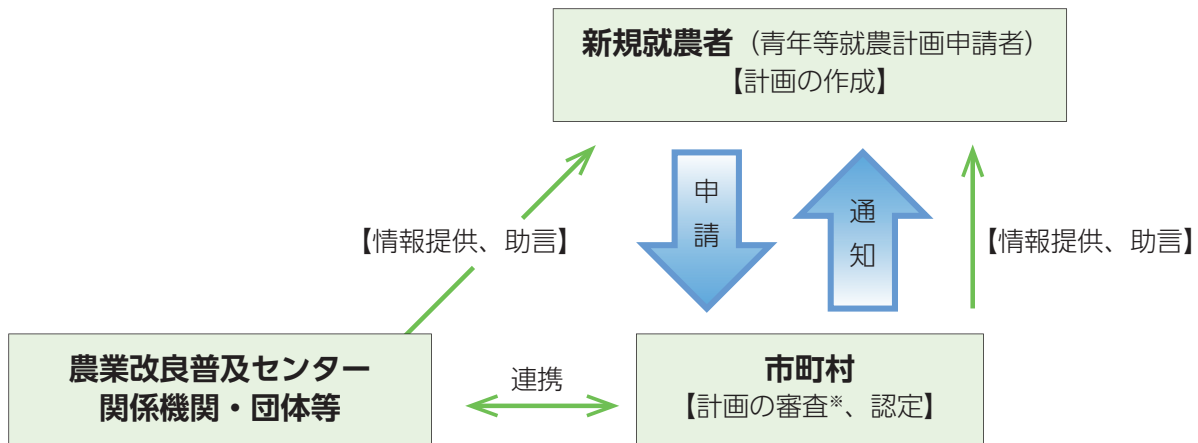 新規就農者（青年等就農計画申請者）
【計画の作成】
申請
通知
【情報提供、助言】
【情報提供、助言】
農業改良普及センター
関係機関・団体等
連携
市町村
【計画の審査※、認定】